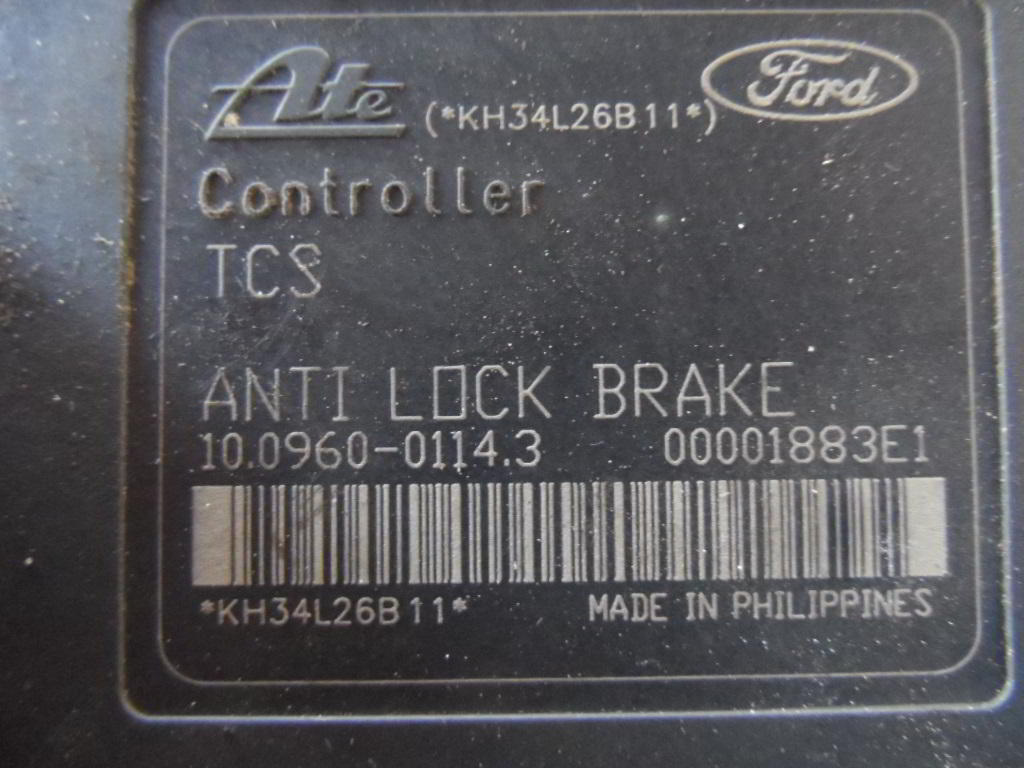 Ate (*KH34L26B11*) Ford
Controller
TCS
ANTI LOCK BRAKE
10.0960-0114.3 00001883E1
*KH34L26B11* MADE IN PHILIPPINES